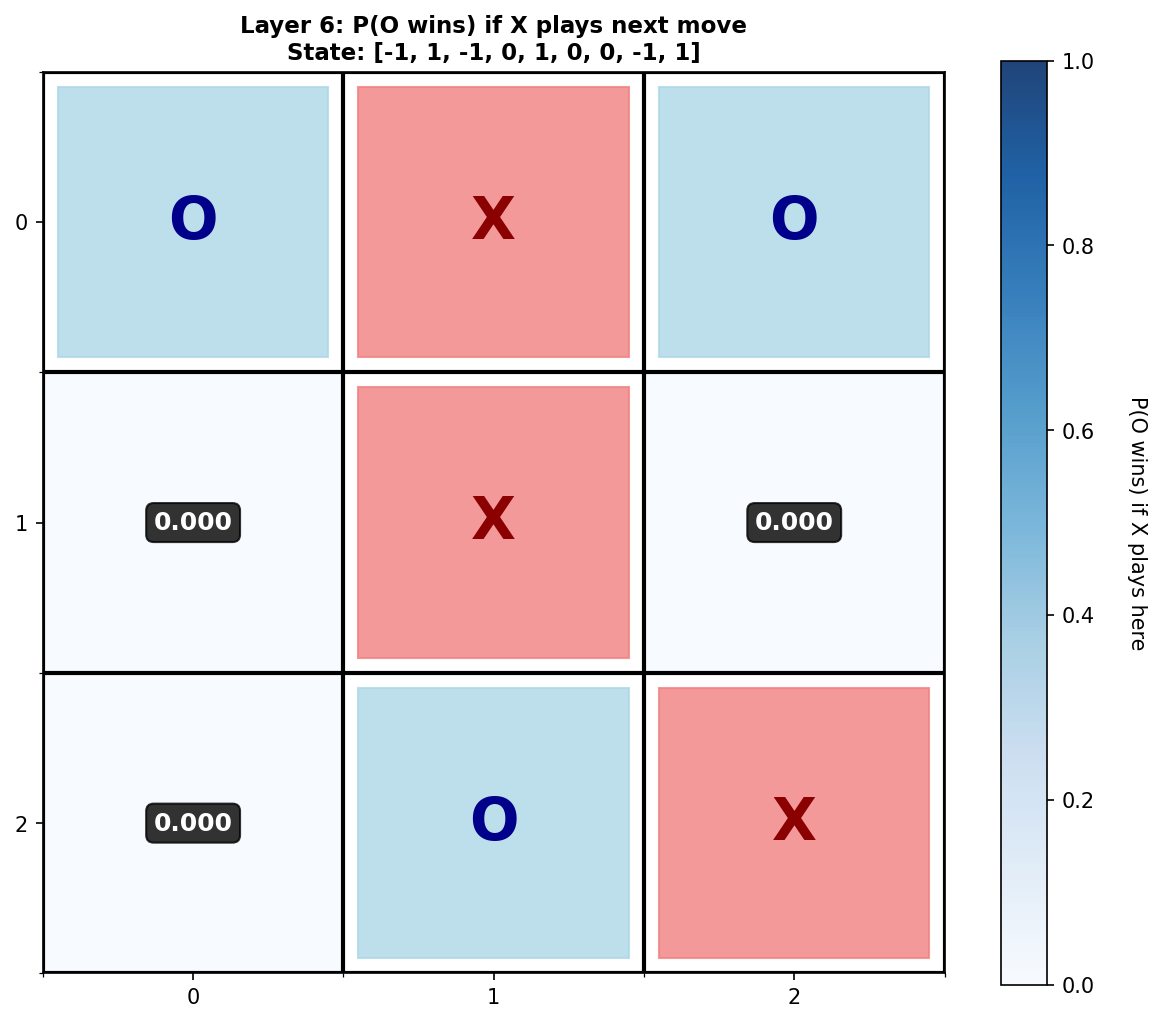 Layer 6: P(O wins) if X plays next move
State: [-1, 1, -1, 0, 1, 0, 0, -1, 1]
0 O X O
1 0.000 X 0.000
2 0.000 O X
0 1 2
1.0
0.8
0.6
0.4
0.2
0.0
P(O wins) if X plays here